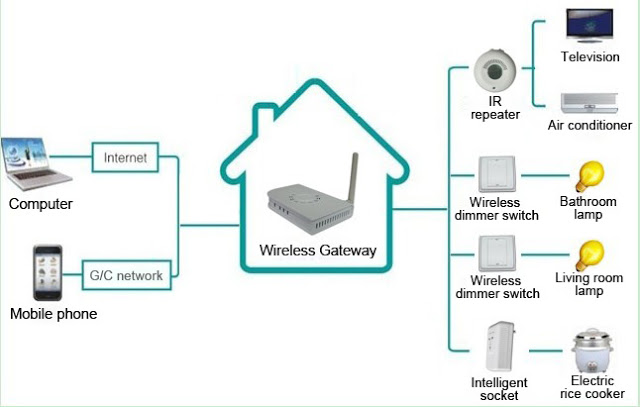 Internet
Computer
G/C network
Mobile phone
Wireless Gateway
IR
repeater
Television
Air conditioner
Wireless
dimmer switch
Bathroom
lamp
Wireless
dimmer switch
Living room
lamp
Intelligent
socket
Electric
rice cooker